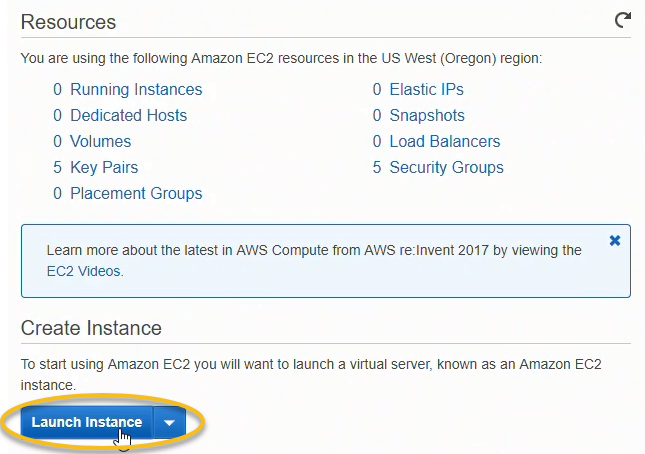 Resources
You are using the following Amazon EC2 resources in the US West (Oregon) region:
0 Running Instances 0 Elastic IPs
0 Dedicated Hosts 0 Snapshots
0 Volumes 0 Load Balancers
5 Key Pairs 5 Security Groups
0 Placement Groups
Learn more about the latest in AWS Compute from AWS re:Invent 2017 by viewing the
EC2 Videos.
Create Instance
To start using Amazon EC2 you will want to launch a virtual server, known as an Amazon EC2
instance.
Launch Instance